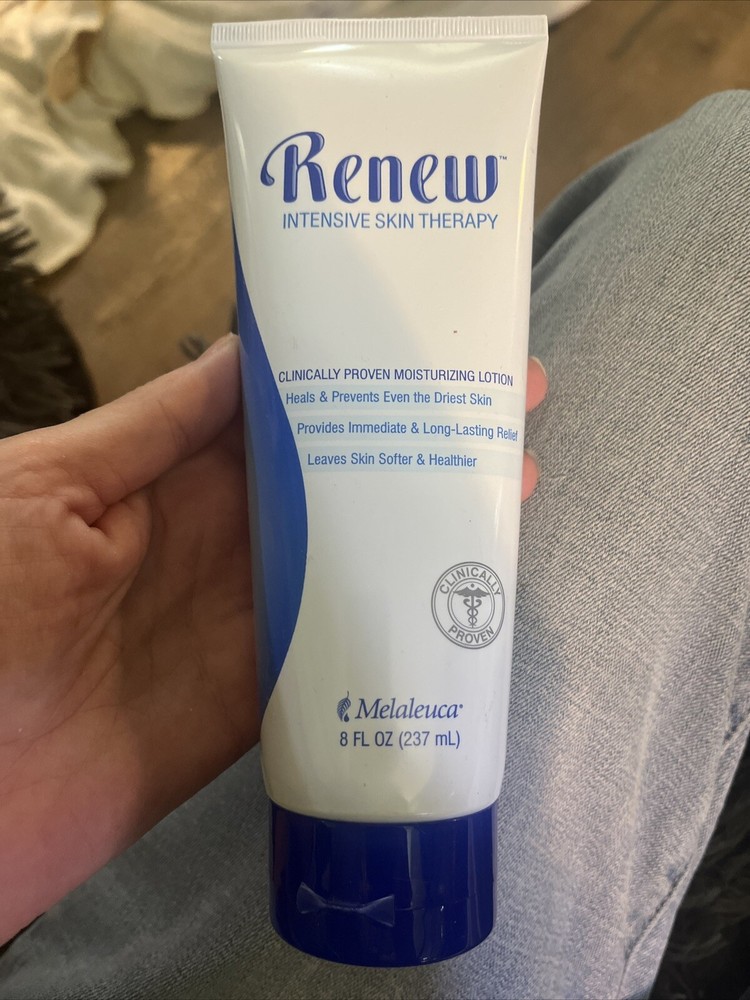 Renew™
INTENSIVE SKIN THERAPY
CLINICALLY PROVEN MOISTURIZING LOTION
Heals & Prevents Even the Driest Skin
Provides Immediate & Long-Lasting Relief
Leaves Skin Softer & Healthier
CLINICALLY
PROVEN
Melaleuca®
8 FL OZ (237 mL)